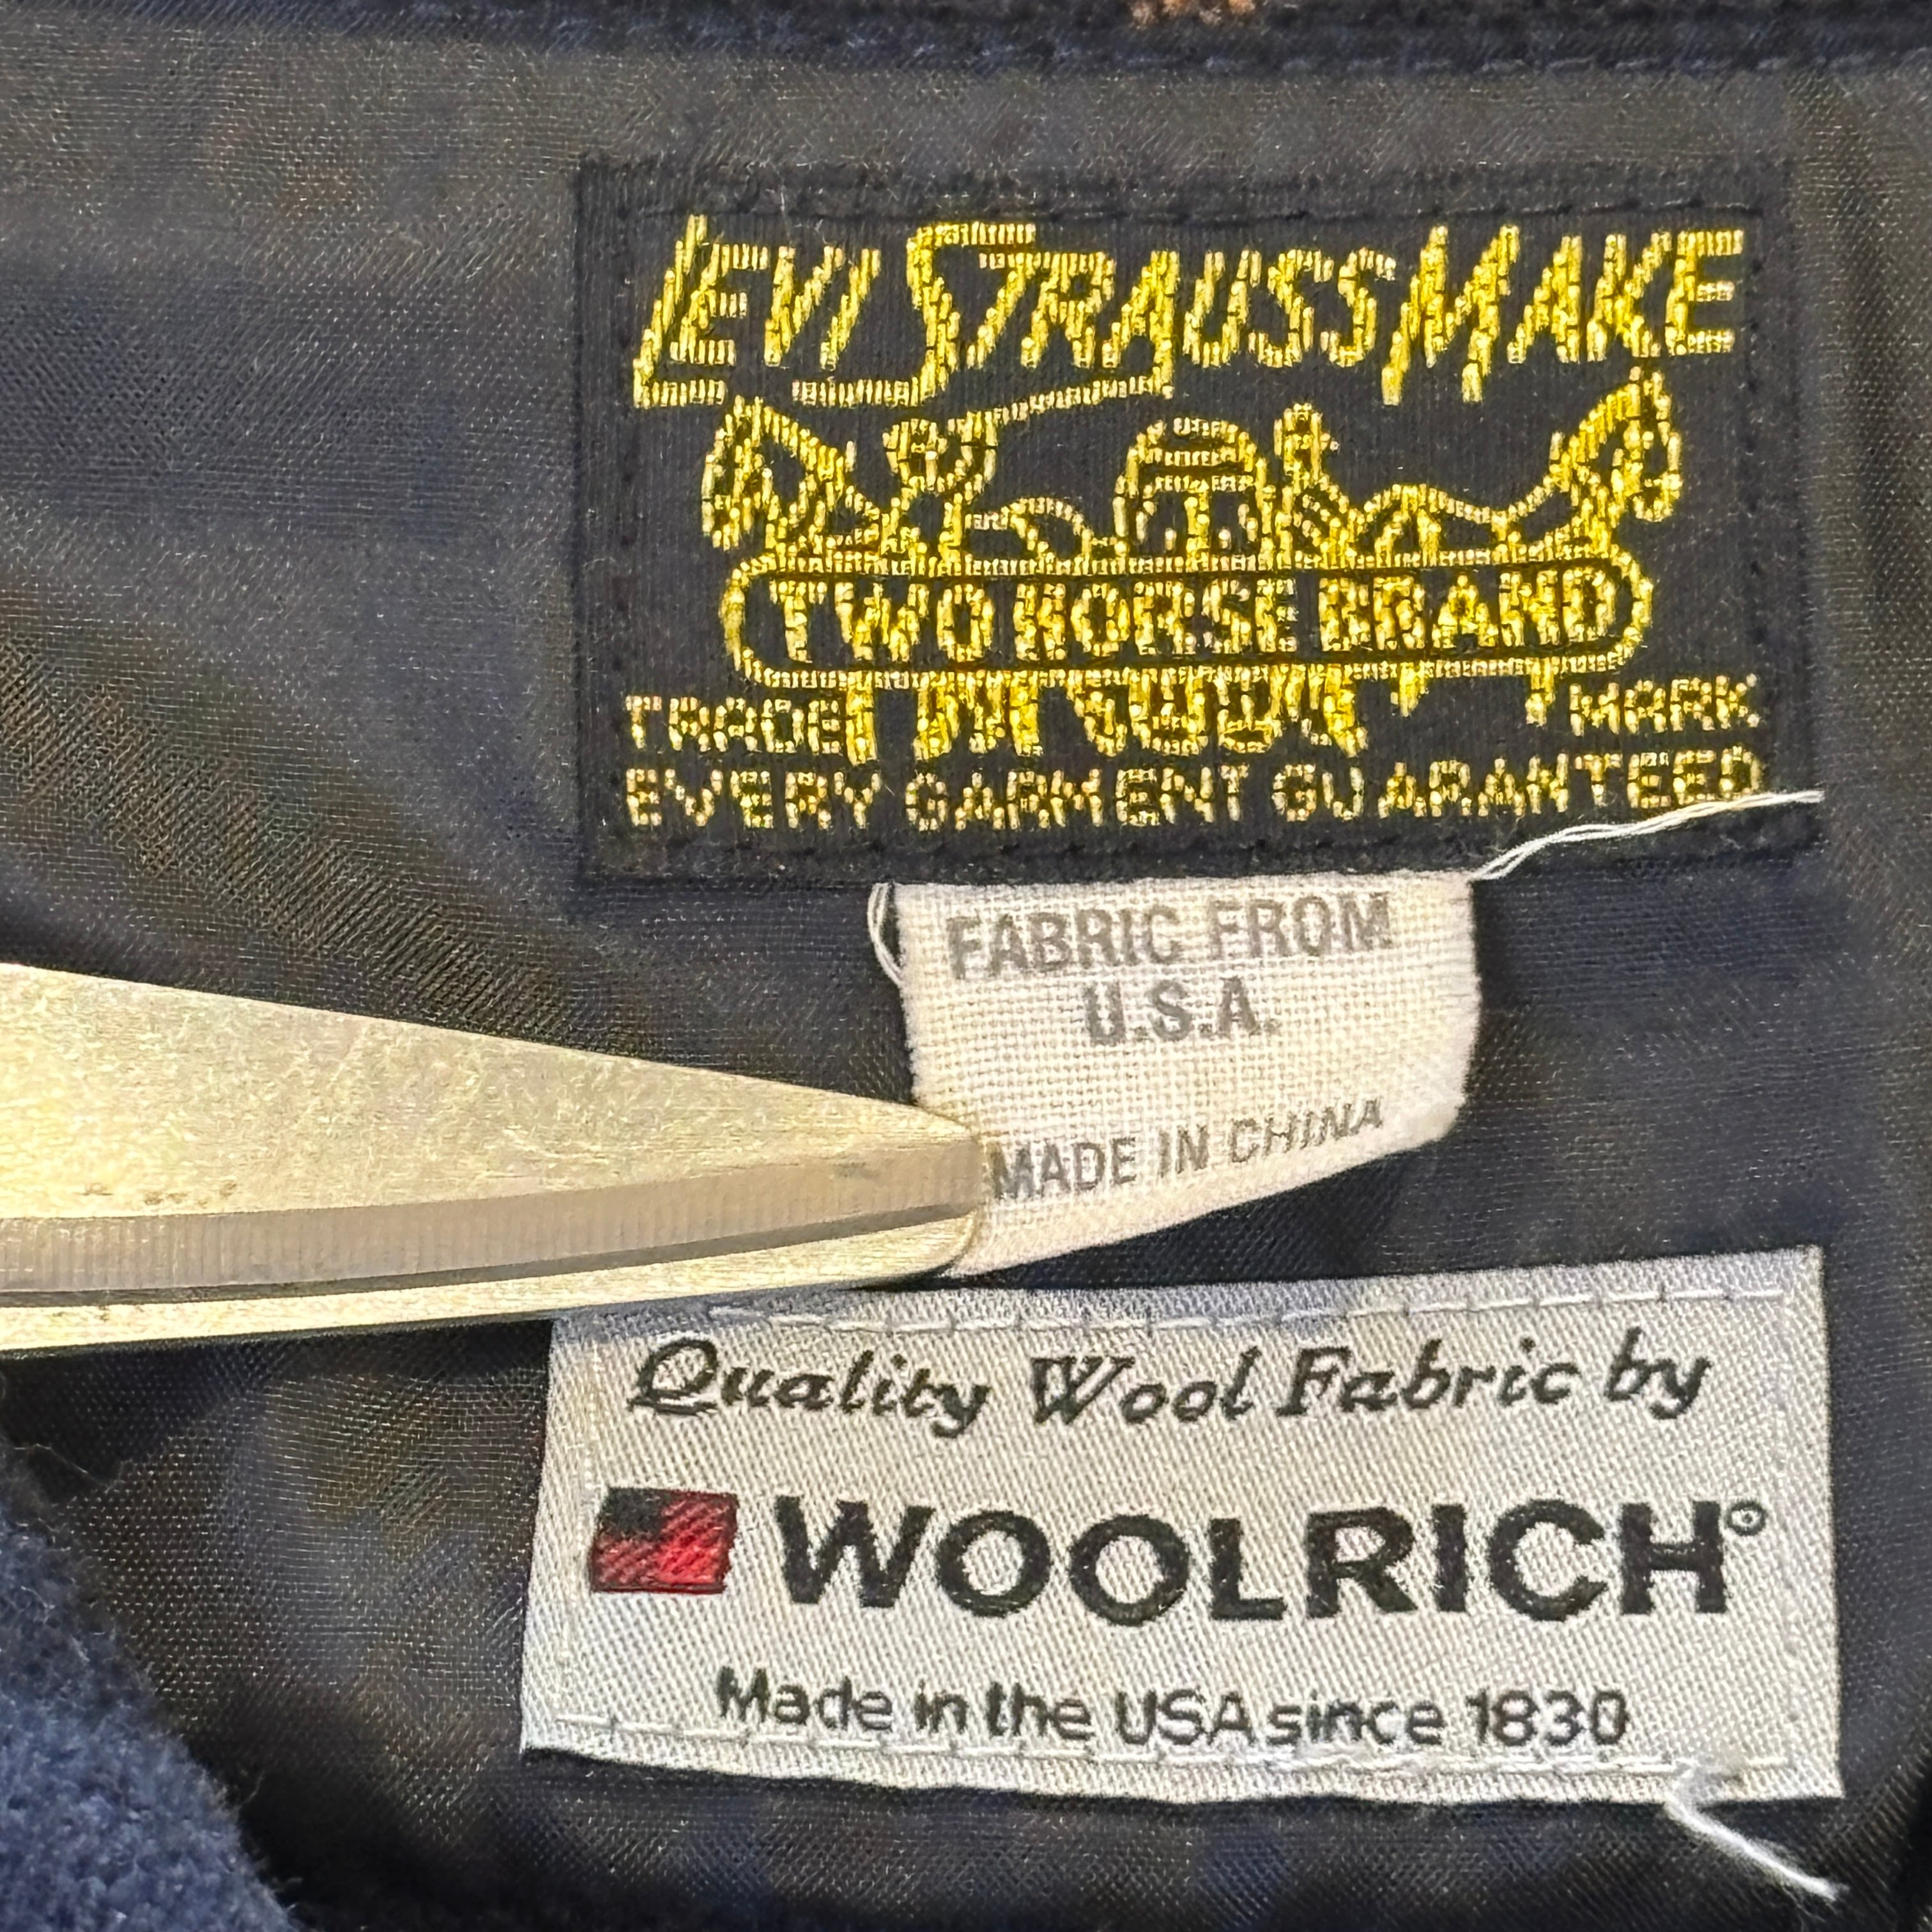 LEVI STRAUSS MAKE
TWO HORSE BRAND
TRADE MARK
EVERY GARMENT GUARANTEED
FABRIC FROM
U.S.A.
MADE IN CHINA
Quality Wool Fabric by
WOOLRICH®
Made in the USA since 1830